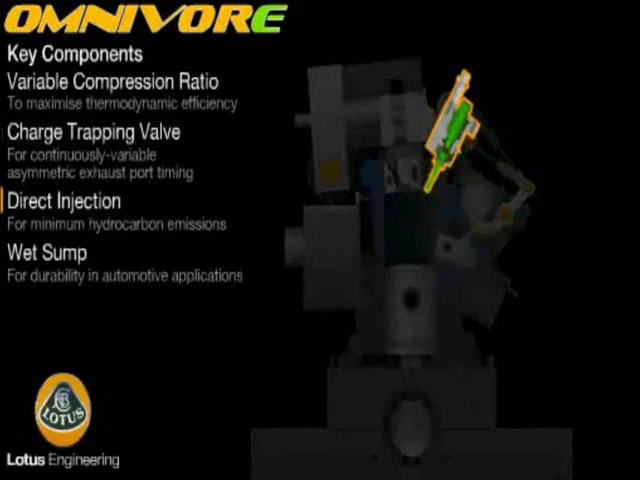 OMNIVORE
Key Components
Variable Compression Ratio
To maximise thermodynamic efficiency
Charge Trapping Valve
For continuously-variable
asymmetric exhaust port timing
Direct Injection
For minimum hydrocarbon emissions
Wet Sump
For durability in automotive applications
LOTUS
Lotus Engineering